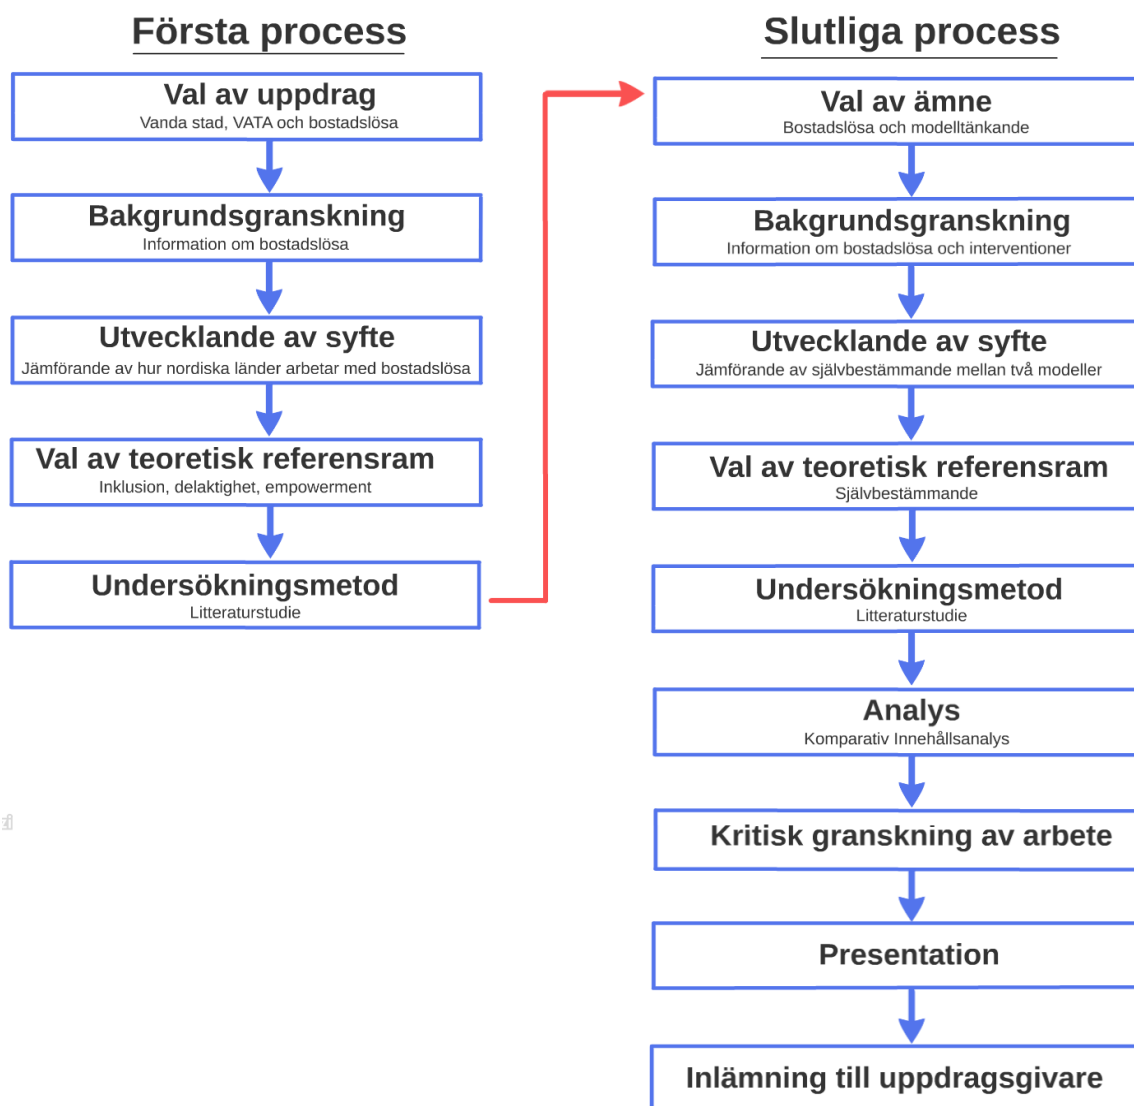 Första process
Val av uppdrag
Vanda stad, VATA och bostadslösa
Bakgrundsgranskning
Information om bostadslösa
Utvecklande av syfte
Jämförande av hur nordiska länder arbetar med bostadslösa
Val av teoretisk referensram
Inklusion, delaktighet, empowerment
Undersökningsmetod
Litteraturstudie
Slutliga process
Val av ämne
Bostadslösa och modelltänkande
Bakgrundsgranskning
Information om bostadslösa och interventioner
Utvecklande av syfte
Jämförande av självbestämmande mellan två modeller
Val av teoretisk referensram
Självbestämmande
Undersökningsmetod
Litteraturstudie
Analys
Komparativ Innehållsanalys
Kritisk granskning av arbete
Presentation
Inlämning till uppdragsgivare